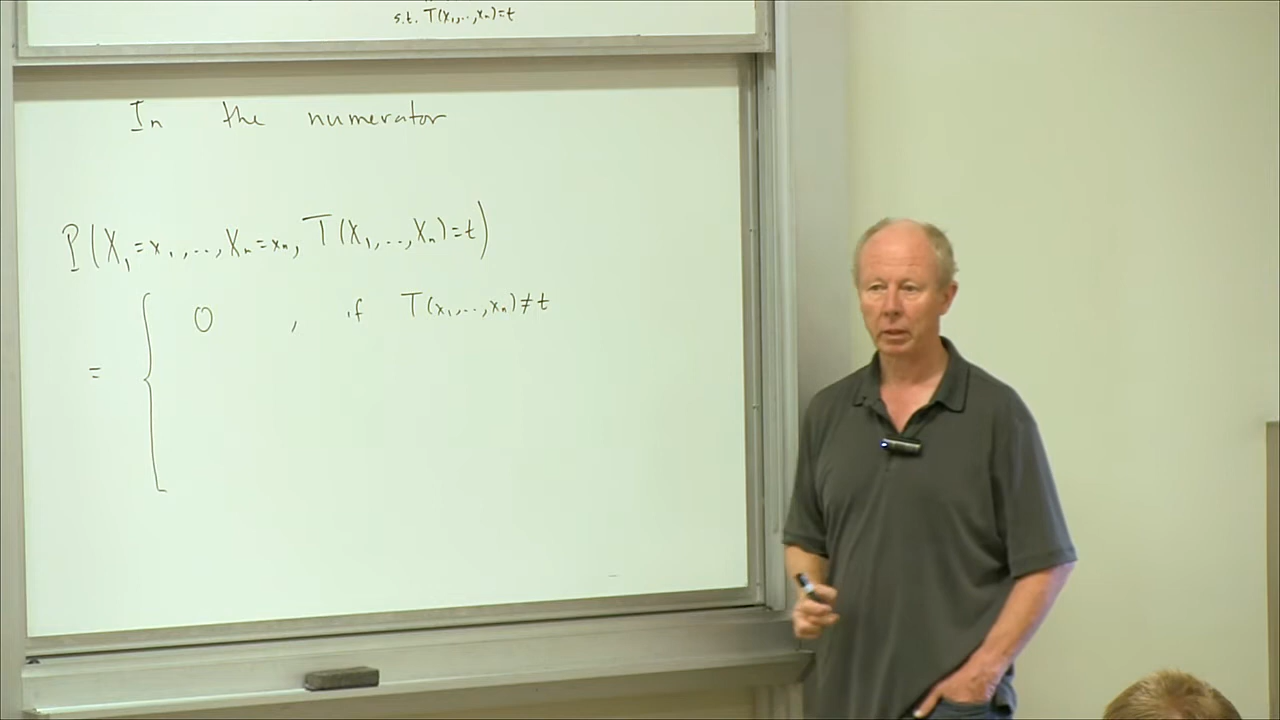 s.t. T(x₁,..,xₙ)=t
In the numerator
P(X₁=x₁,..,Xₙ=xₙ, T(X₁,..,Xₙ)=t)
0 , if T(x₁,..,xₙ)≠t
=